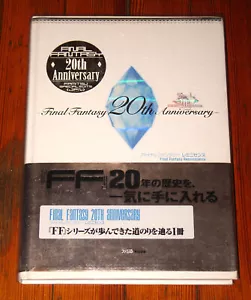 FINAL FANTASY
20th
Anniversary
Final Fantasy 20th Anniversary
FF 20年の歴史を、
一気に手に入れる
FINAL FANTASY 20TH ANNIVERSARY
「FF」シリーズが歩んできた道のりを辿る1冊